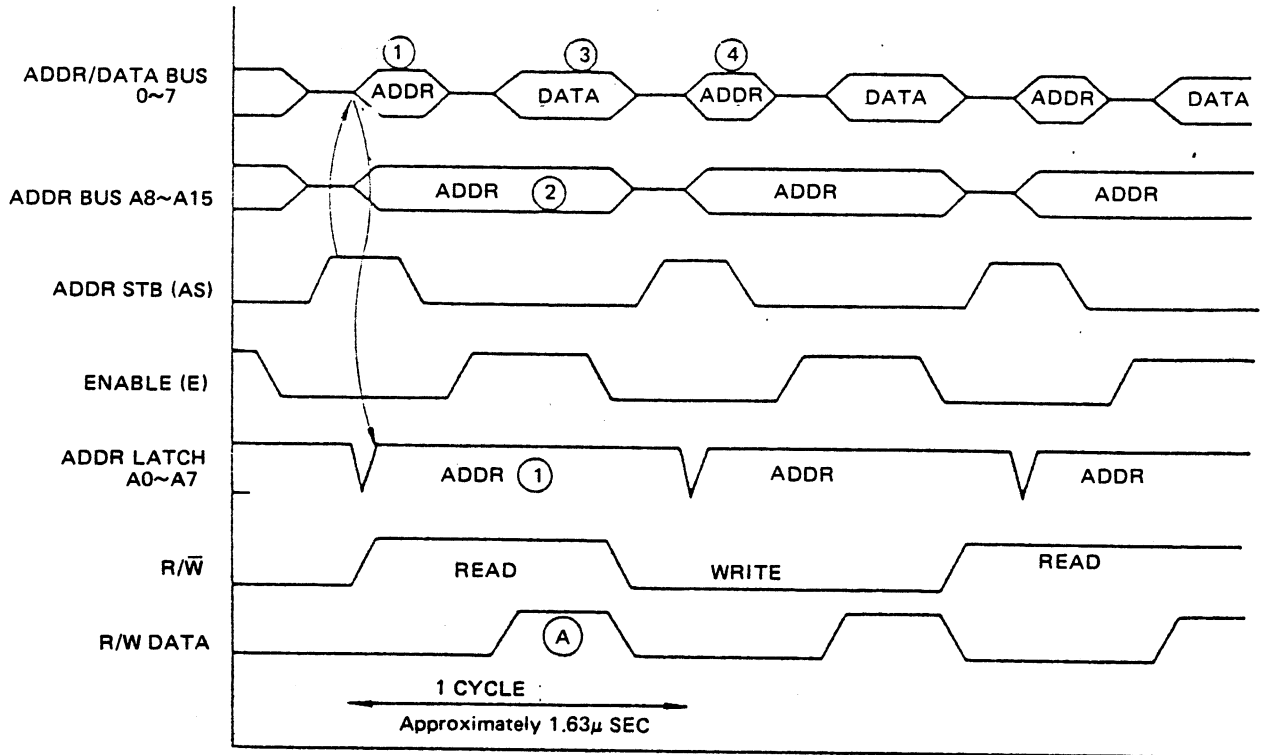 ADDR/DATA BUS
0~7
1
ADDR
3
DATA
4
ADDR
DATA
ADDR
DATA
ADDR BUS A8~A15
ADDR 2
ADDR
ADDR
ADDR STB (AS)
ENABLE (E)
ADDR LATCH
A0~A7
ADDR 1
ADDR
ADDR
R/W̅
READ
WRITE
READ
R/W DATA
A
1 CYCLE
Approximately 1.63μ SEC